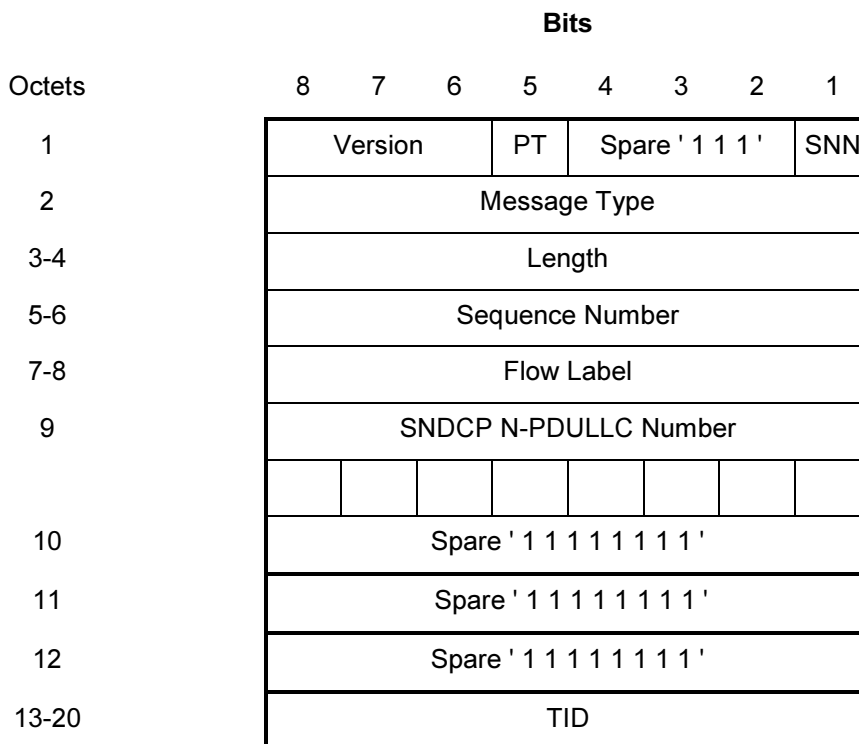 Bits
Octets 8 7 6 5 4 3 2 1
1 Version PT Spare ' 1 1 1 ' SNN
2 Message Type
3-4 Length
5-6 Sequence Number
7-8 Flow Label
9 SNDCP N-PDULLC Number
10 Spare ' 1 1 1 1 1 1 1 1 '
11 Spare ' 1 1 1 1 1 1 1 1 '
12 Spare ' 1 1 1 1 1 1 1 1 '
13-20 TID